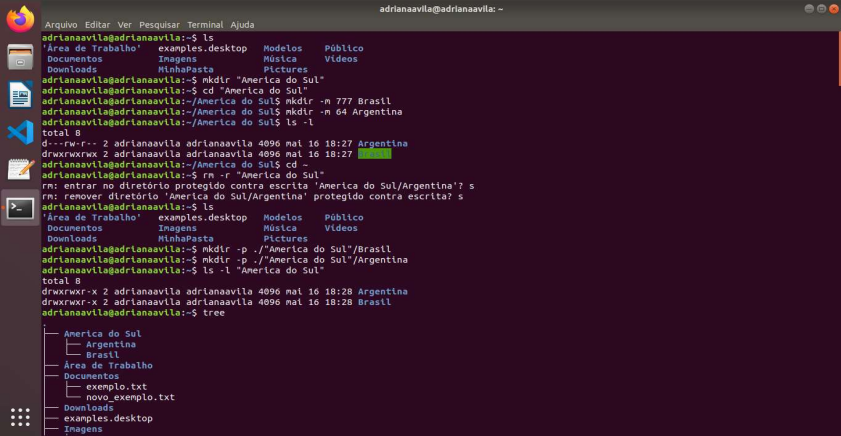 adrianaavila@adrianaavila: ~
Arquivo Editar Ver Pesquisar Terminal Ajuda
adrianaavila@adrianaavila:~$ ls
'Área de Trabalho' examples.desktop Modelos Público
Documentos Imagens Música Vídeos
Downloads MinhaPasta Pictures
adrianaavila@adrianaavila:~$ mkdir "America do Sul"
adrianaavila@adrianaavila:~$ cd "America do Sul"
adrianaavila@adrianaavila:~/America do Sul$ mkdir -m 777 Brasil
adrianaavila@adrianaavila:~/America do Sul$ mkdir -m 64 Argentina
adrianaavila@adrianaavila:~/America do Sul$ ls -l
total 8
d---rw-r-- 2 adrianaavila adrianaavila 4096 mai 16 18:27 Argentina
drwxrwxrwx 2 adrianaavila adrianaavila 4096 mai 16 18:27 Brasil
adrianaavila@adrianaavila:~/America do Sul$ cd ~
adrianaavila@adrianaavila:~$ rm -r "America do Sul"
rm: entrar no diretório protegido contra escrita 'America do Sul/Argentina'? s
rm: remover diretório 'America do Sul/Argentina' protegido contra escrita? s
adrianaavila@adrianaavila:~$ ls
'Área de Trabalho' examples.desktop Modelos Público
Documentos Imagens Música Vídeos
Downloads MinhaPasta Pictures
adrianaavila@adrianaavila:~$ mkdir -p ./"America do Sul"/Brasil
adrianaavila@adrianaavila:~$ mkdir -p ./"America do Sul"/Argentina
adrianaavila@adrianaavila:~$ ls -l "America do Sul"
total 8
drwxrwxr-x 2 adrianaavila adrianaavila 4096 mai 16 18:28 Argentina
drwxrwxr-x 2 adrianaavila adrianaavila 4096 mai 16 18:28 Brasil
adrianaavila@adrianaavila:~$ tree
.
├── America do Sul
│   ├── Argentina
│   └── Brasil
├── Área de Trabalho
├── Documentos
│   ├── exemplo.txt
│   └── novo_exemplo.txt
├── Downloads
├── examples.desktop
├── Imagens